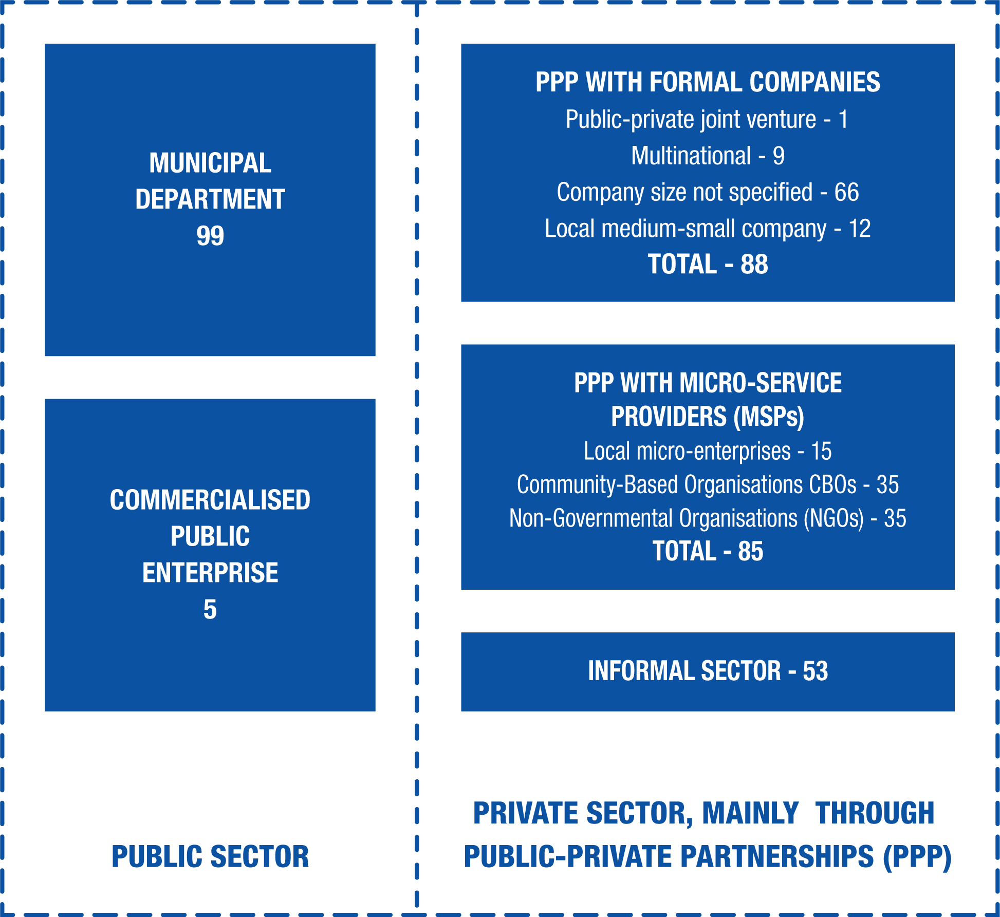 MUNICIPAL
DEPARTMENT
99
COMMERCIALISED
PUBLIC
ENTERPRISE
5
PUBLIC SECTOR
PPP WITH FORMAL COMPANIES
Public-private joint venture - 1
Multinational - 9
Company size not specified - 66
Local medium-small company - 12
TOTAL - 88
PPP WITH MICRO-SERVICE
PROVIDERS (MSPs)
Local micro-enterprises - 15
Community-Based Organisations CBOs - 35
Non-Governmental Organisations (NGOs) - 35
TOTAL - 85
INFORMAL SECTOR - 53
PRIVATE SECTOR, MAINLY THROUGH
PUBLIC-PRIVATE PARTNERSHIPS (PPP)